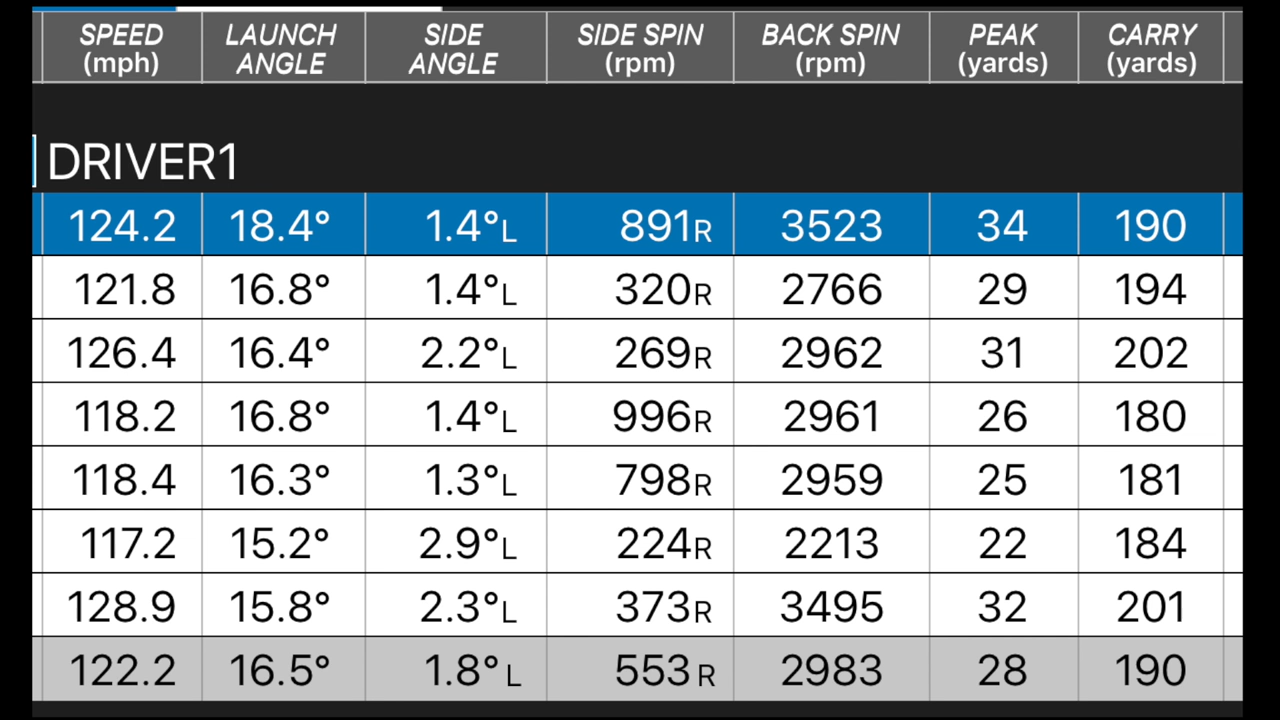 SPEED (mph) LAUNCH ANGLE SIDE ANGLE SIDE SPIN (rpm) BACK SPIN (rpm) PEAK (yards) CARRY (yards)
DRIVER1
124.2 18.4° 1.4°L 891R 3523 34 190
121.8 16.8° 1.4°L 320R 2766 29 194
126.4 16.4° 2.2°L 269R 2962 31 202
118.2 16.8° 1.4°L 996R 2961 26 180
118.4 16.3° 1.3°L 798R 2959 25 181
117.2 15.2° 2.9°L 224R 2213 22 184
128.9 15.8° 2.3°L 373R 3495 32 201
122.2 16.5° 1.8°L 553R 2983 28 190